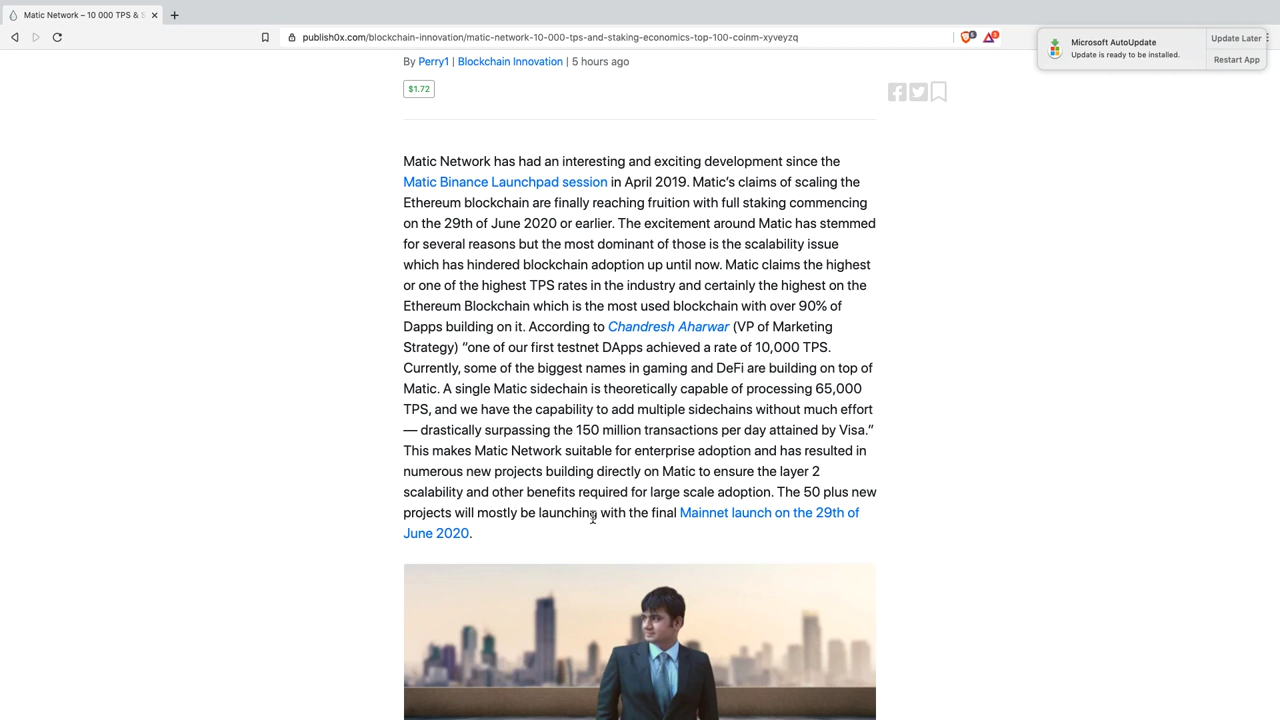 Matic Network – 10 000 TPS &
publish0x.com/blockchain-innovation/matic-network-10-000-tps-and-staking-economics-top-100-coinm-xyveyzq
Microsoft AutoUpdate
Update is ready to be installed.
Update Later
Restart App
By Perry1 | Blockchain Innovation | 5 hours ago
$1.72
Matic Network has had an interesting and exciting development since the
Matic Binance Launchpad session in April 2019. Matic's claims of scaling the
Ethereum blockchain are finally reaching fruition with full staking commencing
on the 29th of June 2020 or earlier. The excitement around Matic has stemmed
for several reasons but the most dominant of those is the scalability issue
which has hindered blockchain adoption up until now. Matic claims the highest
or one of the highest TPS rates in the industry and certainly the highest on the
Ethereum Blockchain which is the most used blockchain with over 90% of
Dapps building on it. According to Chandresh Aharwar (VP of Marketing
Strategy) "one of our first testnet DApps achieved a rate of 10,000 TPS.
Currently, some of the biggest names in gaming and DeFi are building on top of
Matic. A single Matic sidechain is theoretically capable of processing 65,000
TPS, and we have the capability to add multiple sidechains without much effort
— drastically surpassing the 150 million transactions per day attained by Visa."
This makes Matic Network suitable for enterprise adoption and has resulted in
numerous new projects building directly on Matic to ensure the layer 2
scalability and other benefits required for large scale adoption. The 50 plus new
projects will mostly be launching with the final Mainnet launch on the 29th of
June 2020.